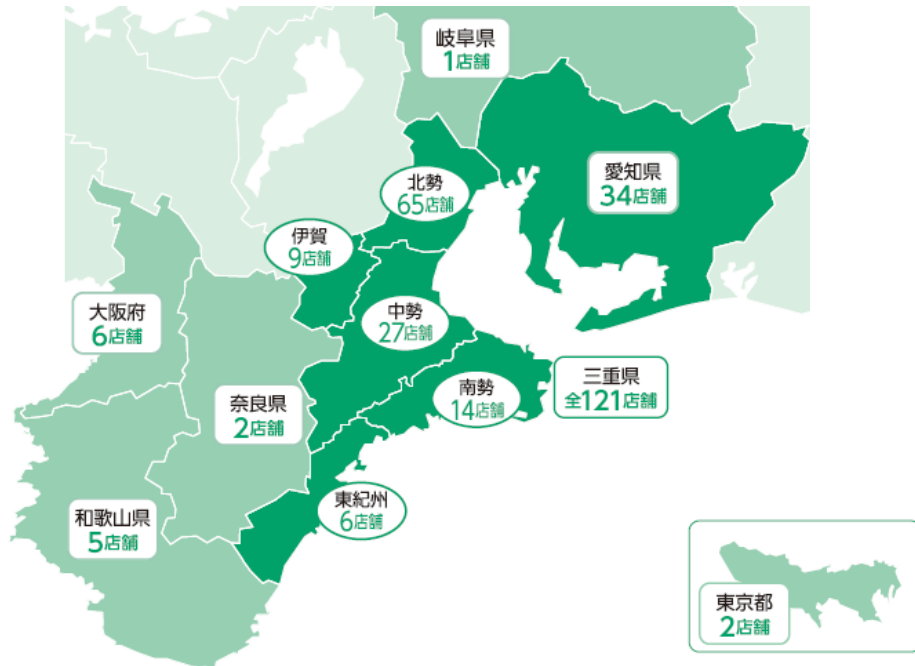 岐阜県
1店舗
愛知県
34店舗
北勢
65店舗
伊賀
9店舗
中勢
27店舗
大阪府
6店舗
三重県
全121店舗
南勢
14店舗
奈良県
2店舗
東紀州
6店舗
和歌山県
5店舗
東京都
2店舗